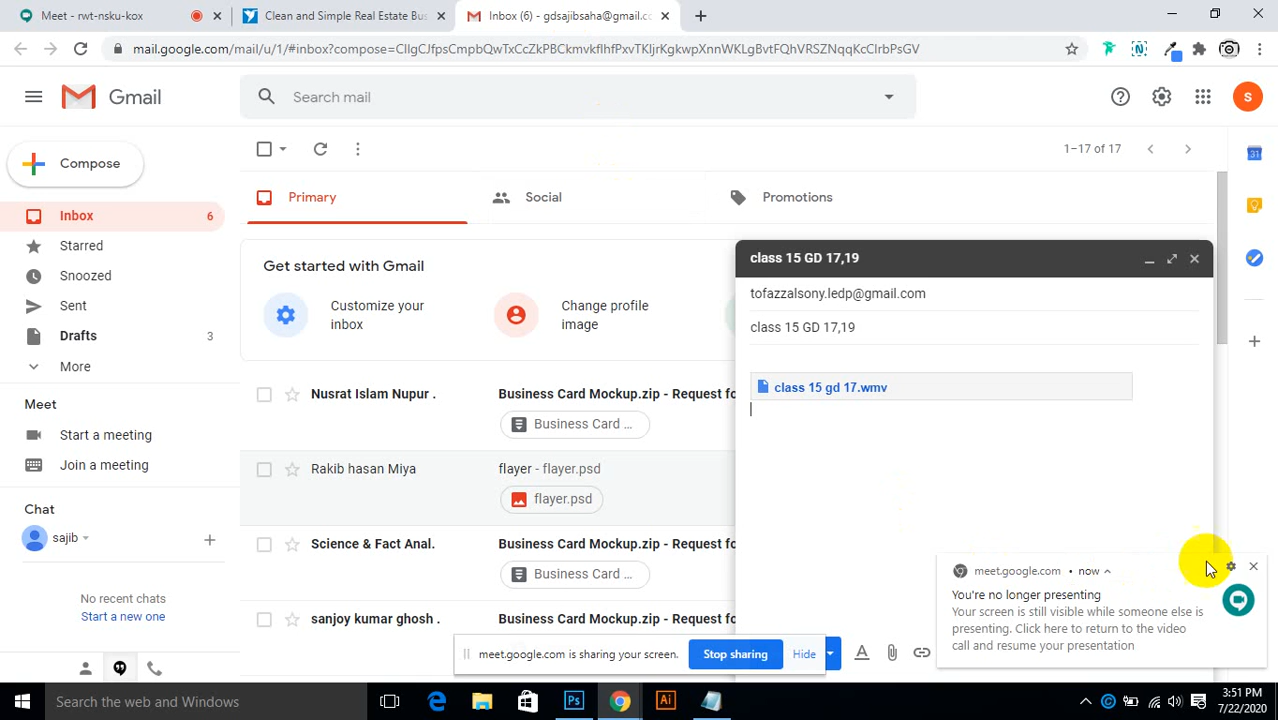 Meet - rwt-nsku-kox
Clean and Simple Real Estate Bus
Inbox (6) - gdsajibsaha@gmail.co
mail.google.com/mail/u/1/#inbox?compose=
Gmail
Search mail
S
Compose
1–17 of 17
31
Inbox 6
Primary
Social
Promotions
Starred
Snoozed
Sent
Drafts 3
More
Get started with Gmail
Customize your
inbox
Change profile
image
class 15 GD 17,19
tofazzalsony.ledp@gmail.com
class 15 GD 17,19
class 15 gd 17.wmv
Nusrat Islam Nupur .
Business Card Mockup.zip - Request fo
Business Card ...
Rakib hasan Miya
flayer - flayer.psd
flayer.psd
Science & Fact Anal.
Business Card Mockup.zip - Request fo
Business Card ...
sanjoy kumar ghosh .
Business Card Mockup.zip - Request fo
Meet
Start a meeting
Join a meeting
Chat
sajib
No recent chats
Start a new one
meet.google.com • now
You're no longer presenting
Your screen is still visible while someone else is
presenting. Click here to return to the video
call and resume your presentation
meet.google.com is sharing your screen.
Stop sharing
Hide
Search the web and Windows
Ps
Ai
3:51 PM
7/22/2020